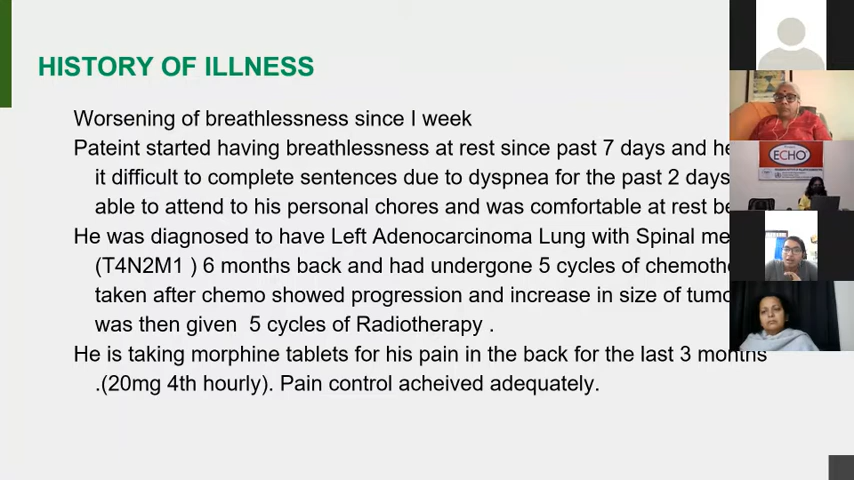 HISTORY OF ILLNESS
Worsening of breathlessness since I week
Pateint started having breathlessness at rest since past 7 days and he
it difficult to complete sentences due to dyspnea for the past 2 days
able to attend to his personal chores and was comfortable at rest be
He was diagnosed to have Left Adenocarcinoma Lung with Spinal me
(T4N2M1 ) 6 months back and had undergone 5 cycles of chemothe
taken after chemo showed progression and increase in size of tumo
was then given 5 cycles of Radiotherapy .
He is taking morphine tablets for his pain in the back for the last 3 months
.(20mg 4th hourly). Pain control acheived adequately.
ECHO